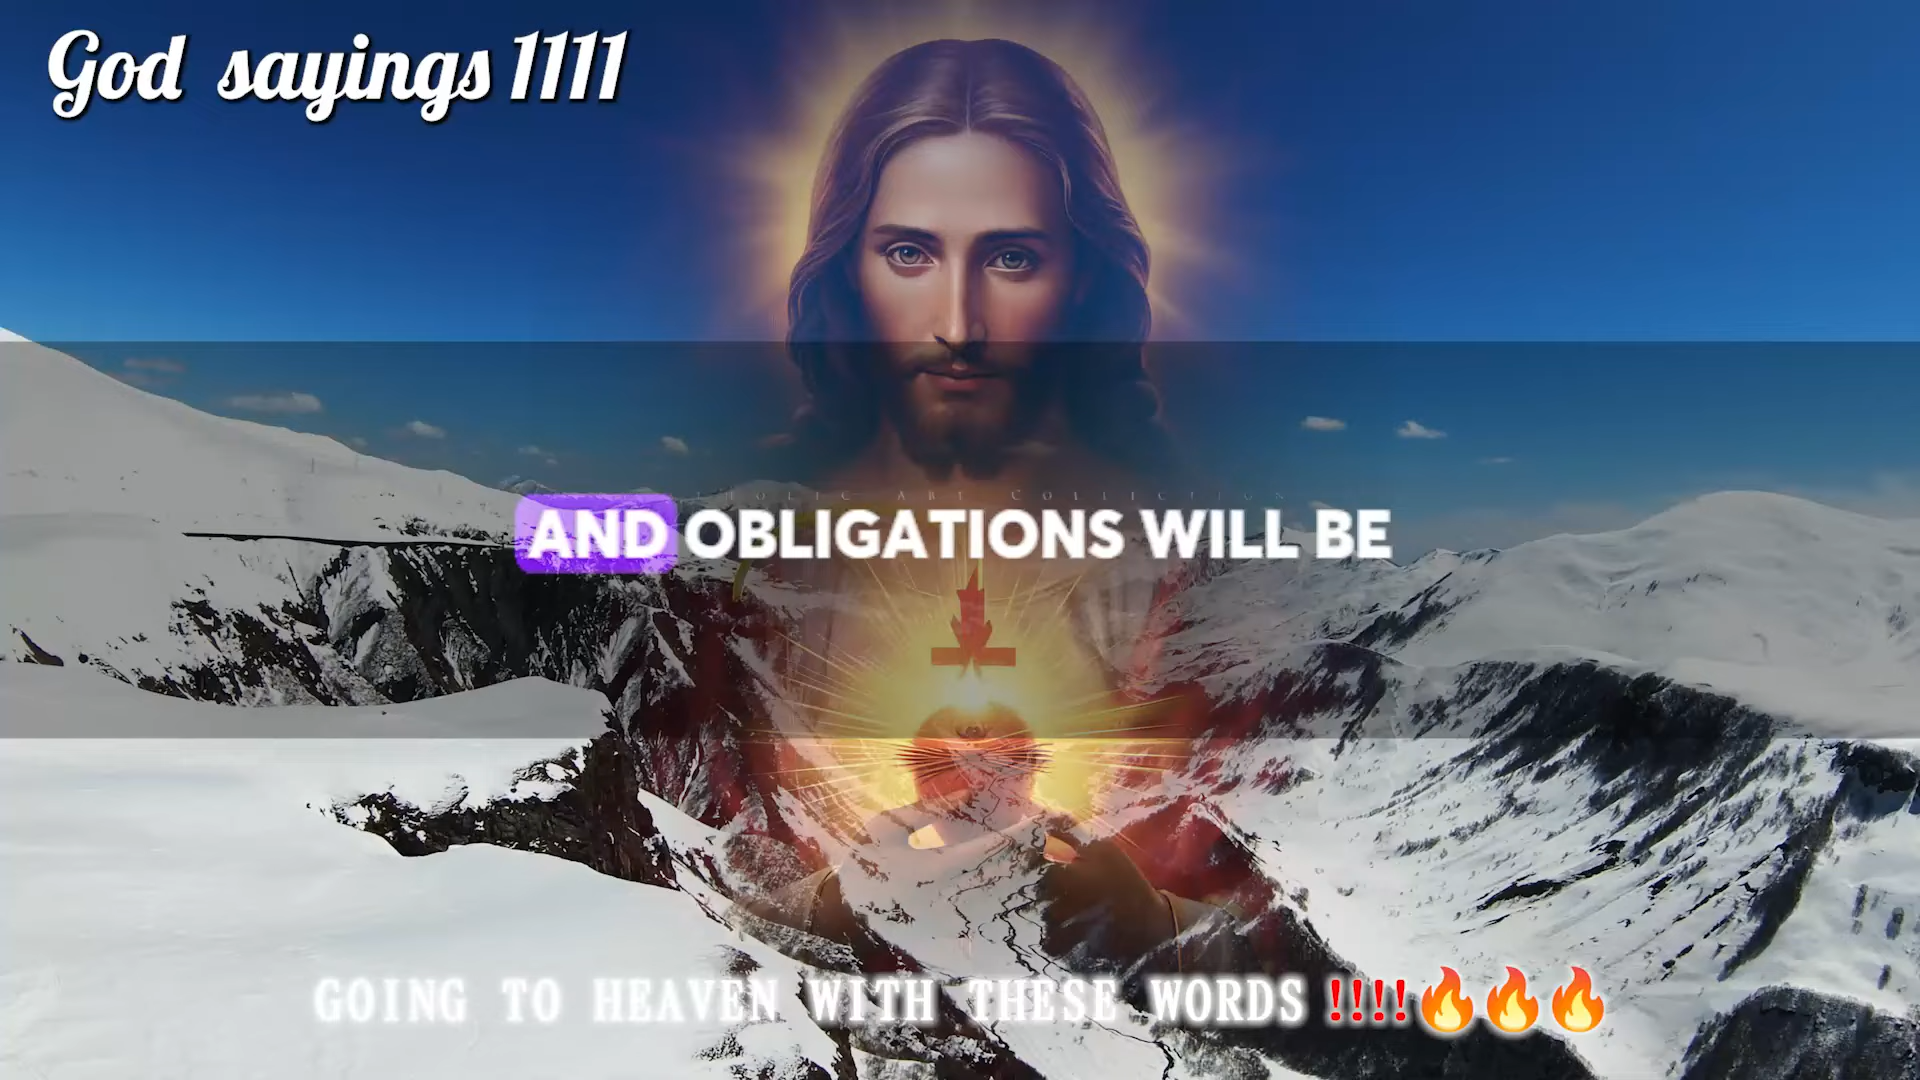 God sayings 1111
AND OBLIGATIONS WILL BE
GOING TO HEAVEN WITH THESE WORDS !!!!🔥🔥🔥